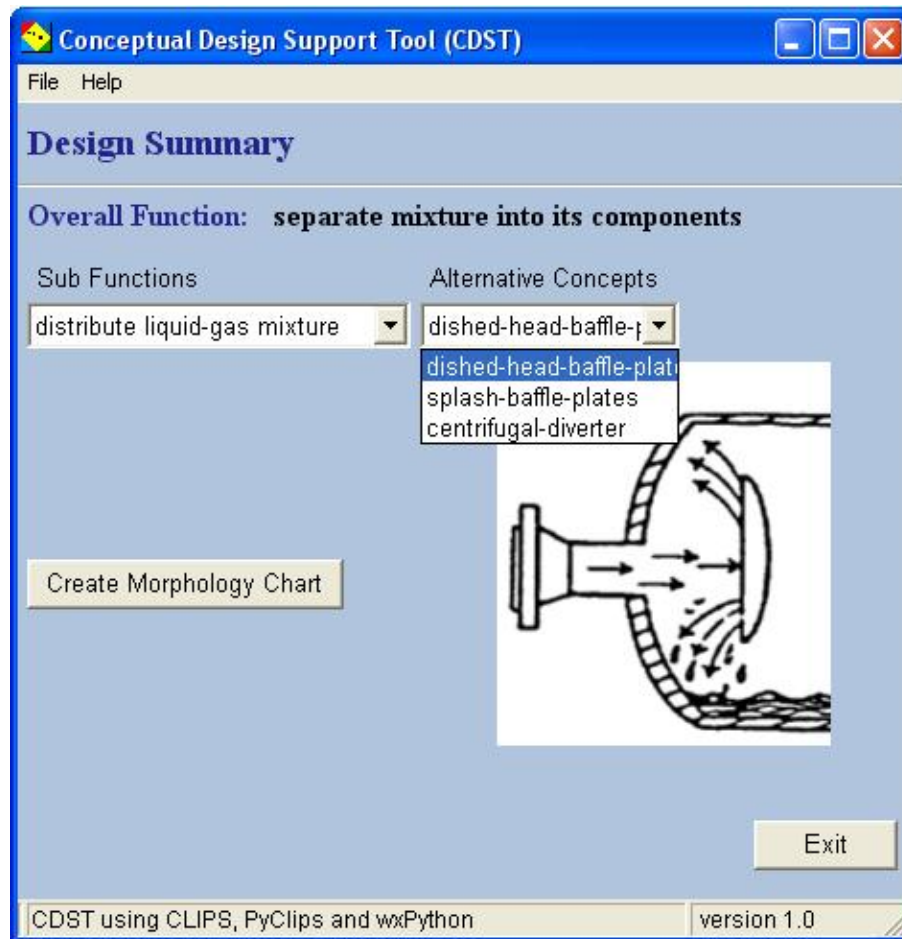 Conceptual Design Support Tool (CDST)
File Help
Design Summary
Overall Function: separate mixture into its components
Sub Functions Alternative Concepts
distribute liquid-gas mixture dished-head-baffle-p
dished-head-baffle-plate
splash-baffle-plates
centrifugal-diverter
Create Morphology Chart
Exit
CDST using CLIPS, PyClips and wxPython version 1.0